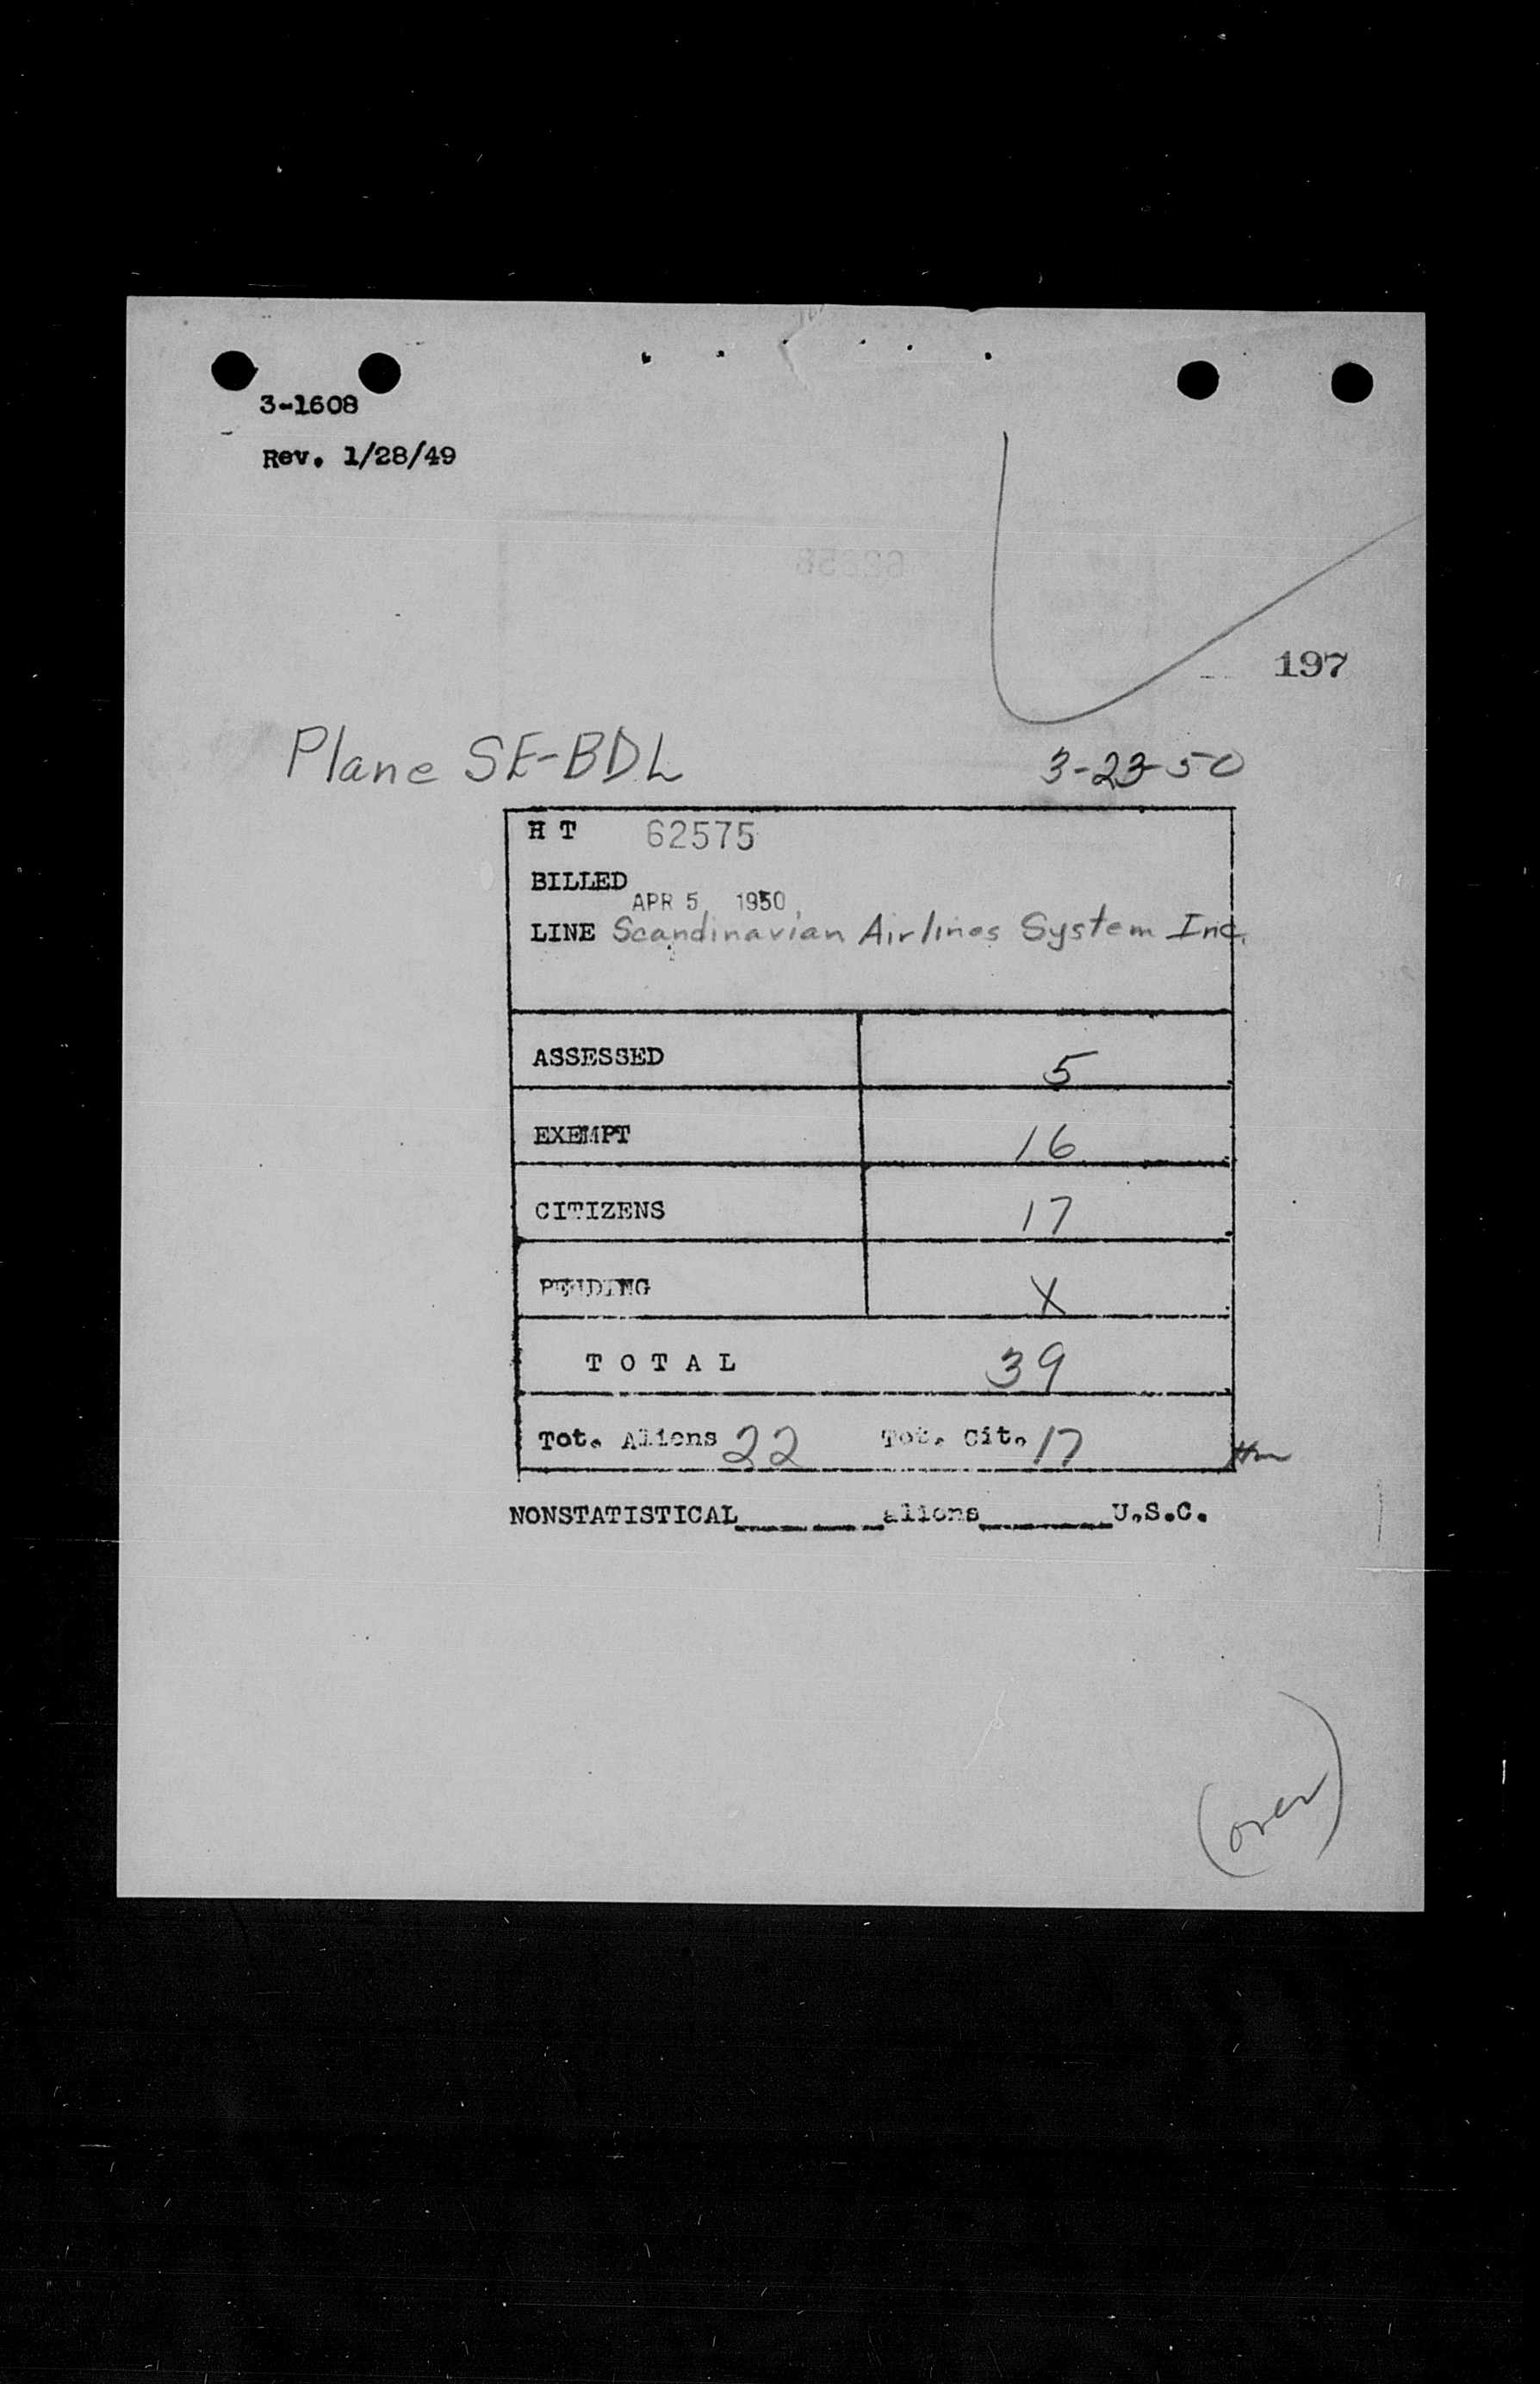 3-1608
Rev. 1/28/49
197
Plane SE-BDL 3-23-50
H T 62575
BILLED
APR 5 1950
LINE Scandinavian Airlines System Inc.
ASSESSED 5
EXEMPT 16
CITIZENS 17
PENDING X
T O T A L 39
Tot. Aliens 22 Tot. Cit. 17
NONSTATISTICAL aliens U.S.C.
(over)